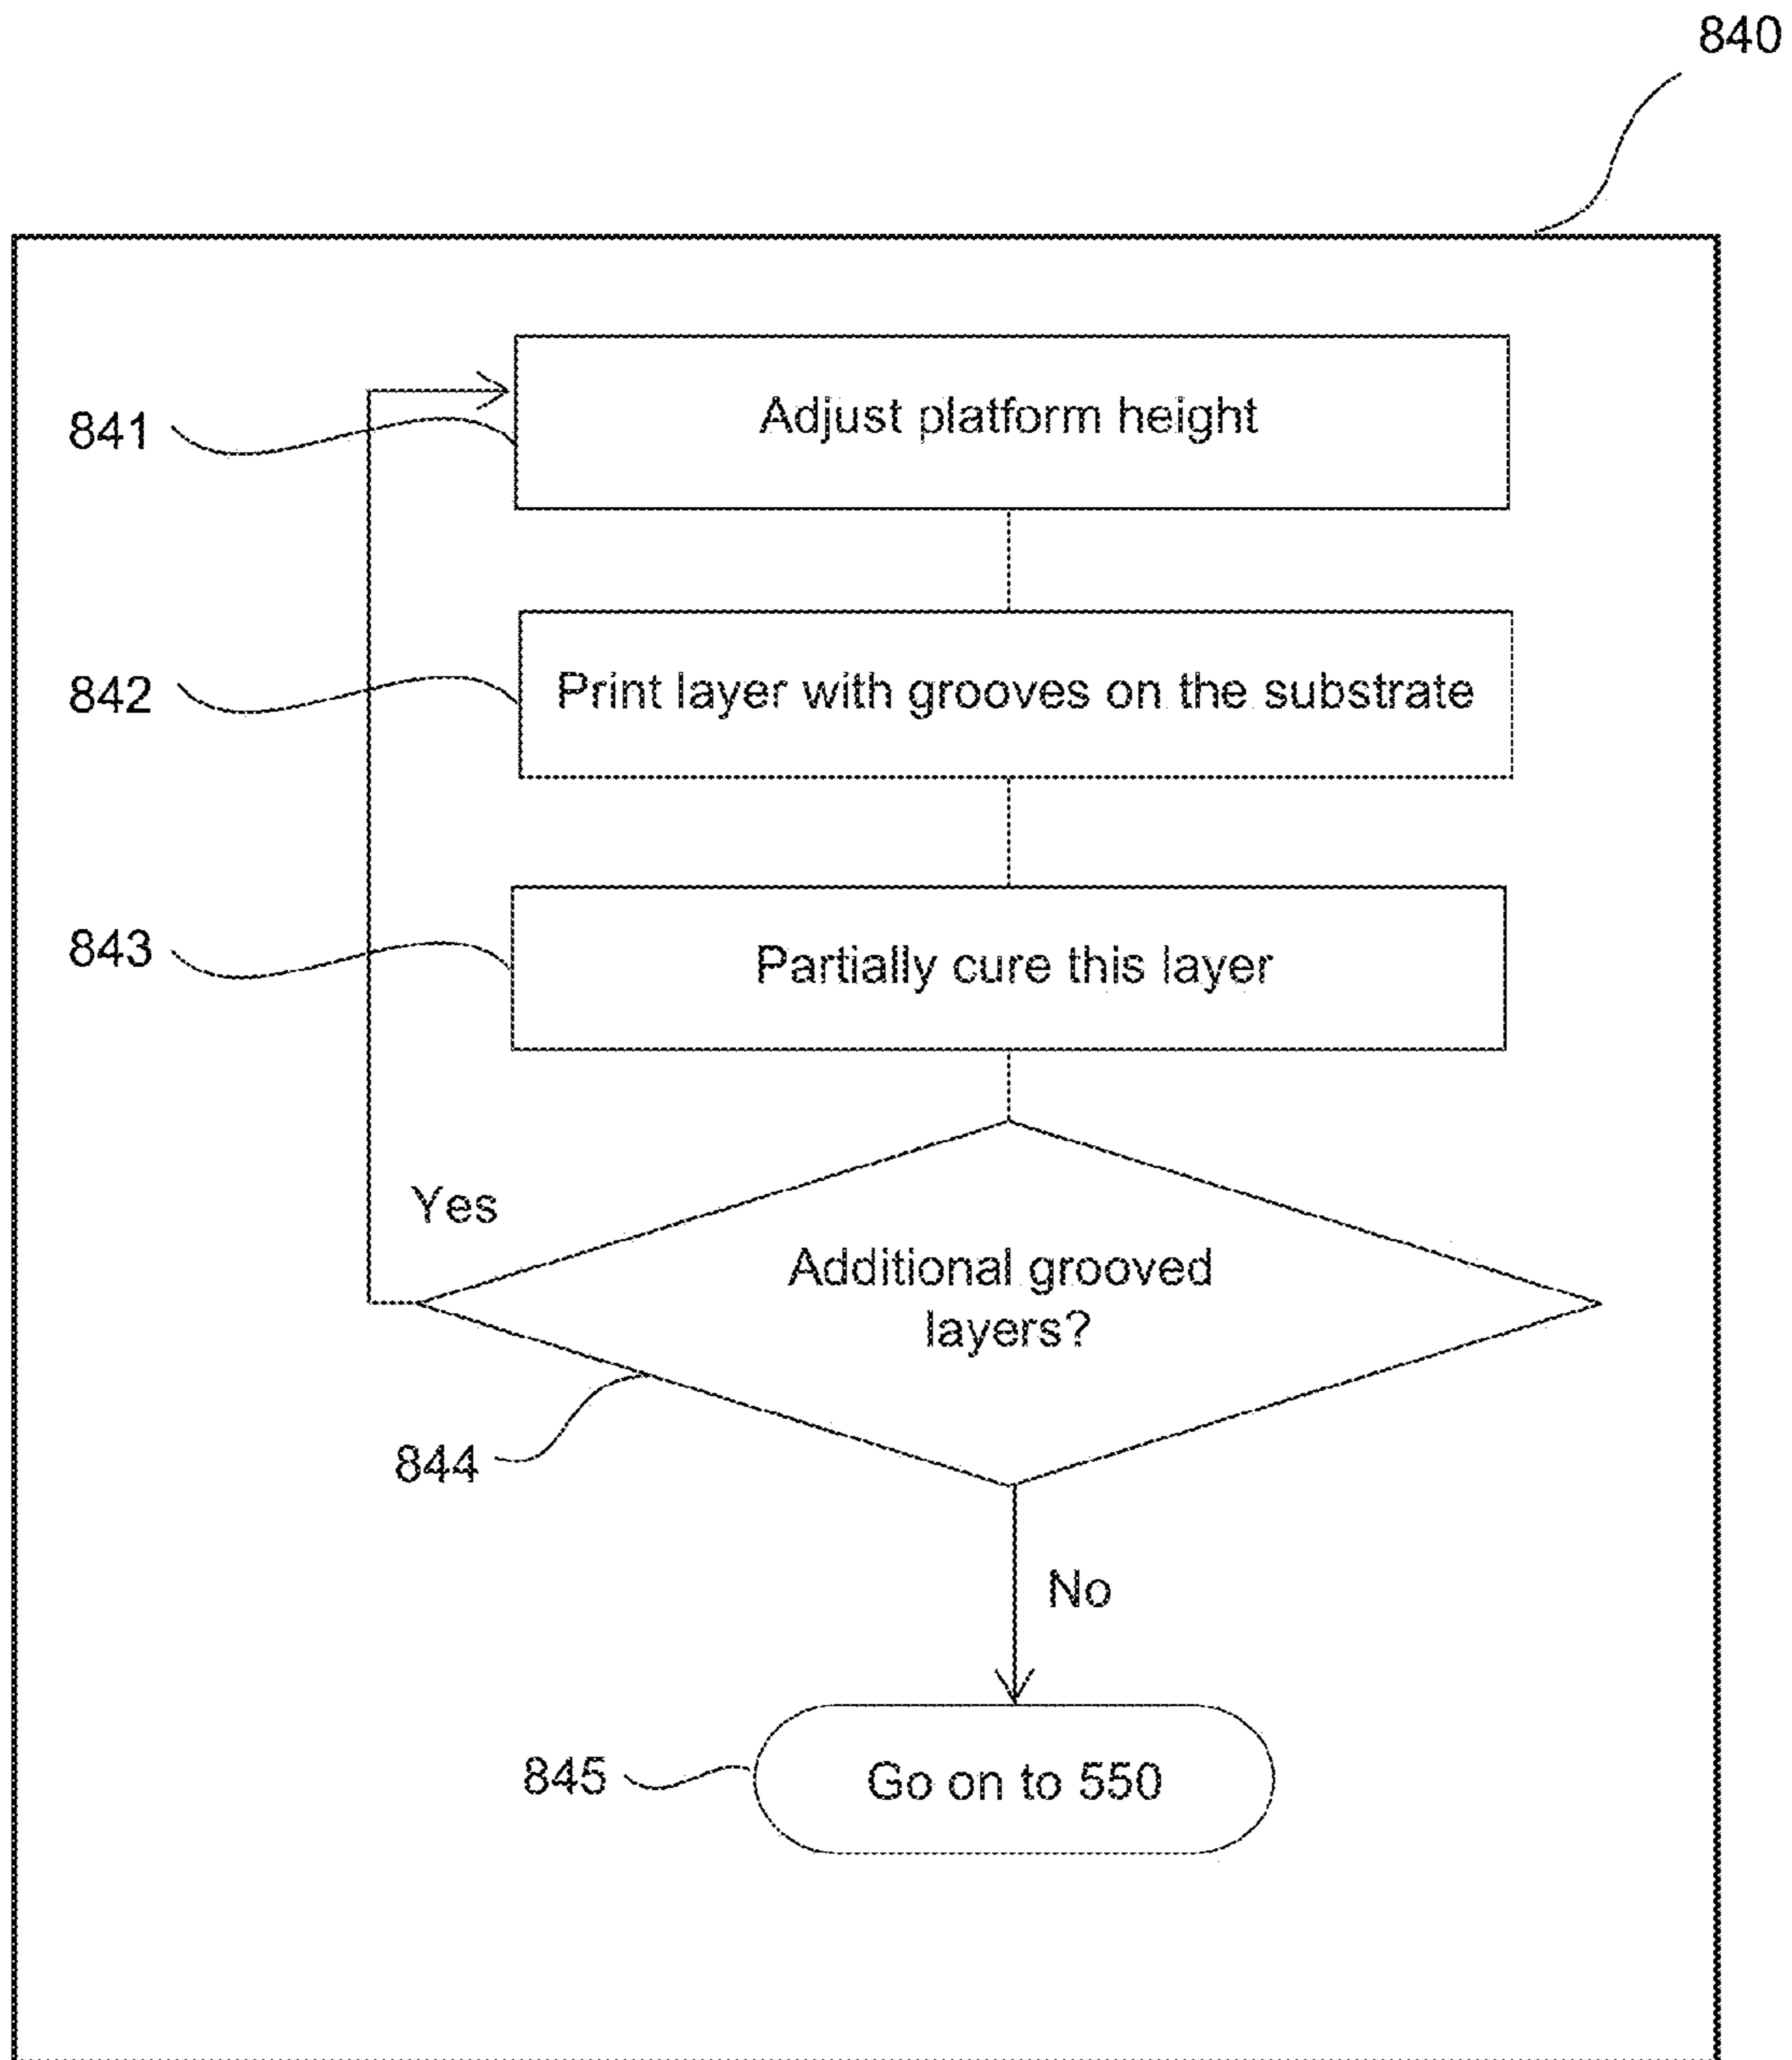 840
841
Adjust platform height
842
Print layer with grooves on the substrate
843
Partially cure this layer
Yes
Additional grooved
layers?
844
No
845
Go on to 550